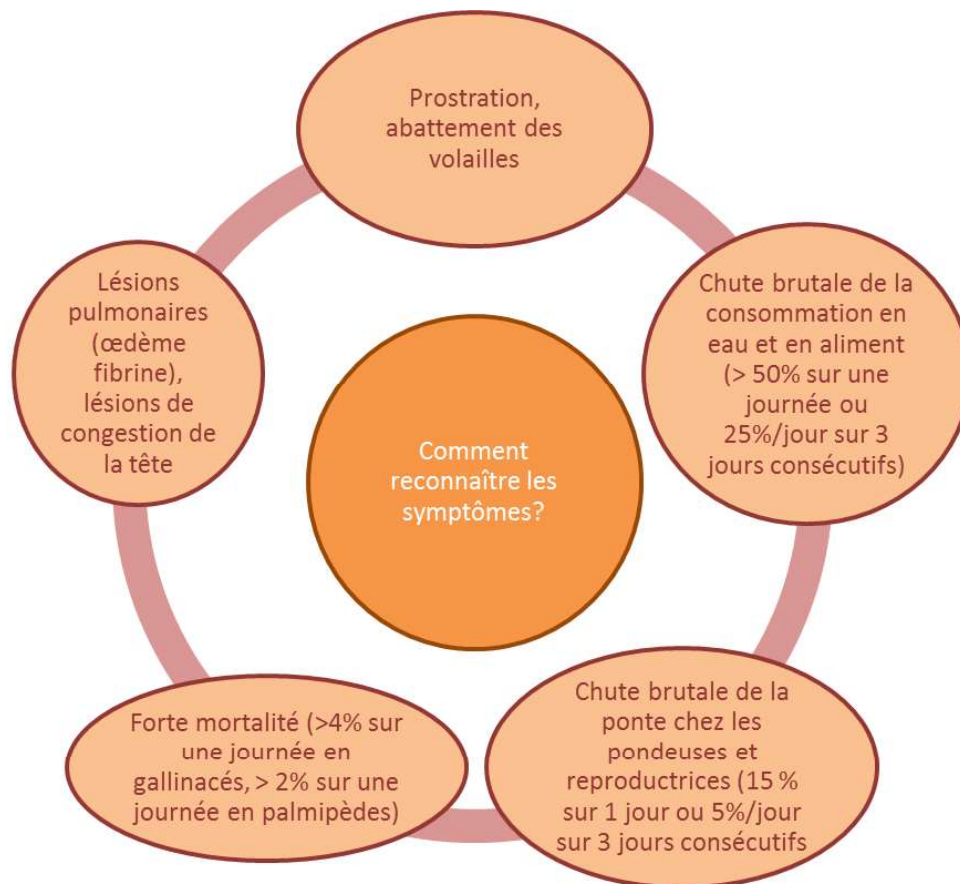 Prostration,
abattement des
volailles
Chute brutale de la
consommation en
eau et en aliment
(> 50% sur une
journée ou
25%/jour sur 3
jours consécutifs)
Chute brutale de la
ponte chez les
pondeuses et
reproductrices (15 %
sur 1 jour ou 5%/jour
sur 3 jours consécutifs
Forte mortalité (>4% sur
une journée en
gallinacés, > 2% sur une
journée en palmipèdes)
Lésions
pulmonaires
(œdème
fibrine),
lésions de
congestion de
la tête
Comment
reconnaître les
symptômes?